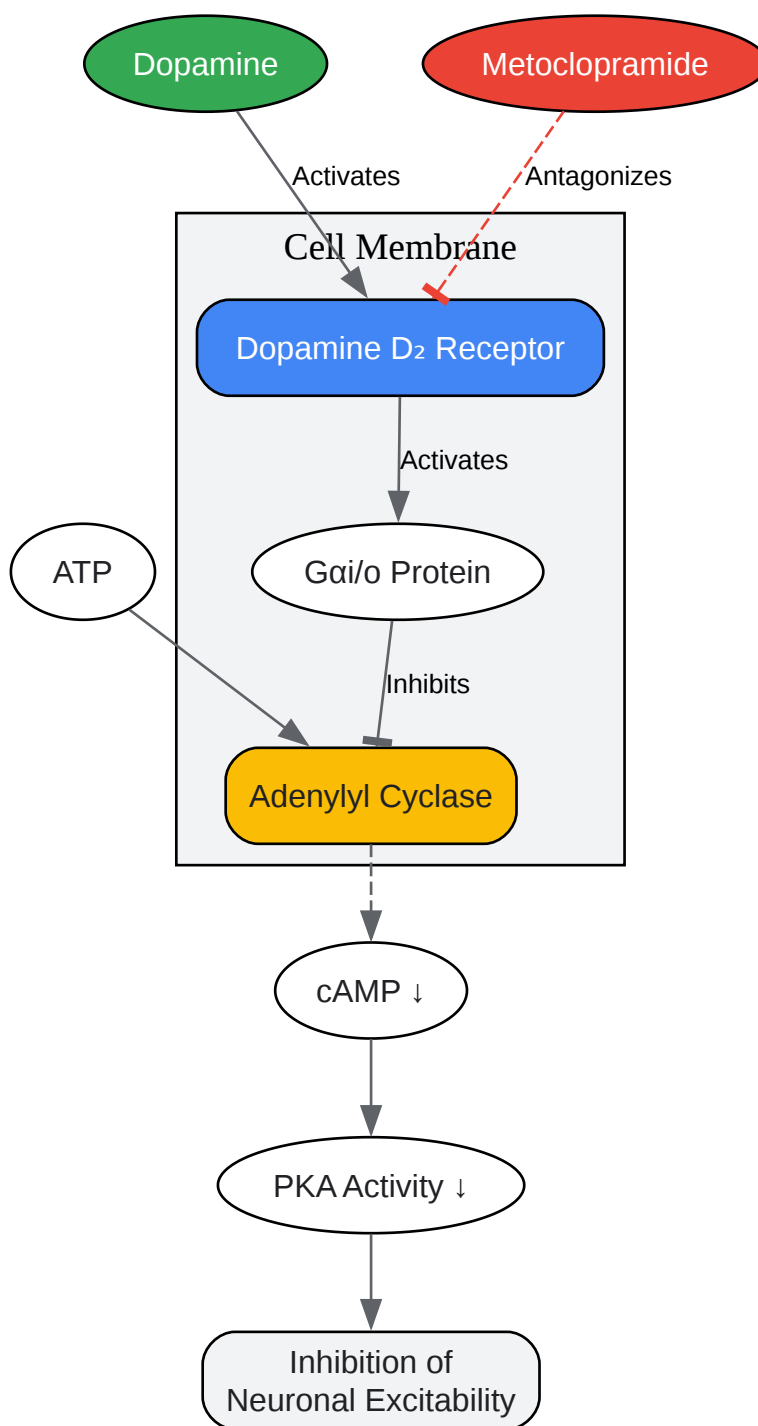 Dopamine
Metoclopramide
Activates
Antagonizes
Cell Membrane
Dopamine D₂ Receptor
Activates
ATP
Gαi/o Protein
Inhibits
Adenylyl Cyclase
cAMP ↓
PKA Activity ↓
Inhibition of
Neuronal Excitability